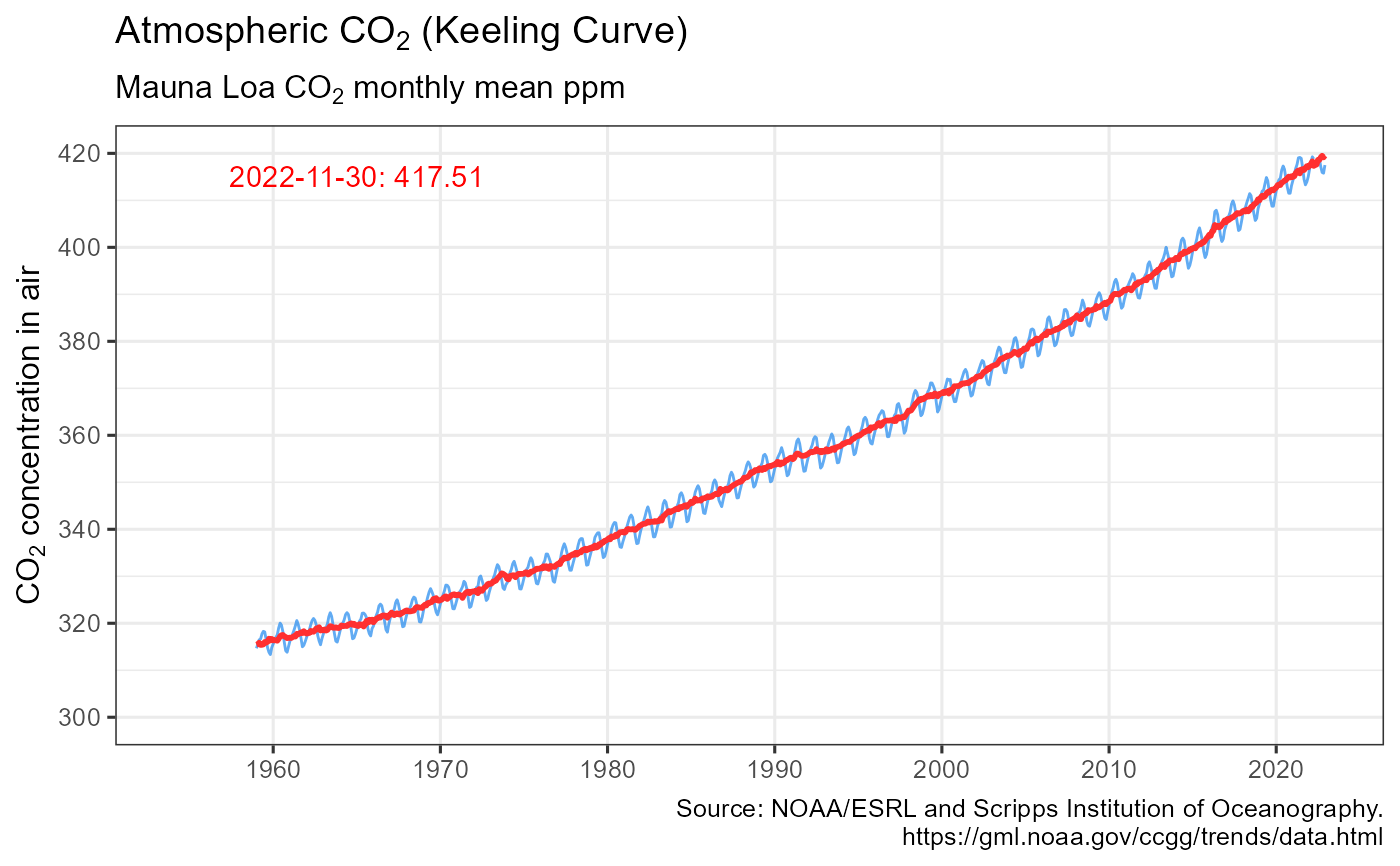 Atmospheric CO₂ (Keeling Curve)
Mauna Loa CO₂ monthly mean ppm
CO₂ concentration in air
420
400
380
360
340
320
300
2022-11-30: 417.51
1960 1970 1980 1990 2000 2010 2020
Source: NOAA/ESRL and Scripps Institution of Oceanography.
https://gml.noaa.gov/ccgg/trends/data.html